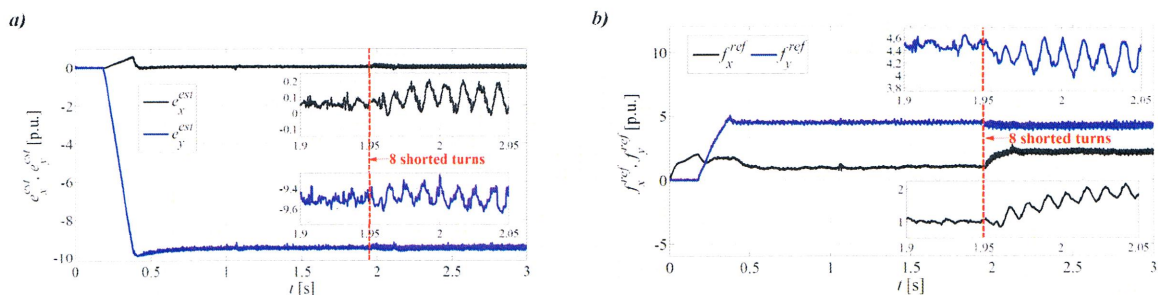 a)
e_x^est, e_y^est [p.u.]
0
-2
-4
-6
-8
-10
e_x^est
e_y^est
0.2
0.1
0
-0.1
1.9 1.95 2 2.05
8 shorted turns
-9.4
-9.6
1.9 1.95 2 2.05
0 0.5 1 1.5 2 2.5 3
t [s]
b)
f_x^ref, f_y^ref [p.u.]
10
5
0
-5
f_x^ref f_y^ref
4.6
4.4
4.2
4
3.8
1.9 1.95 2 2.05
8 shorted turns
2
1
1.9 1.95 2 2.05
0 0.5 1 1.5 2 2.5 3
t [s]